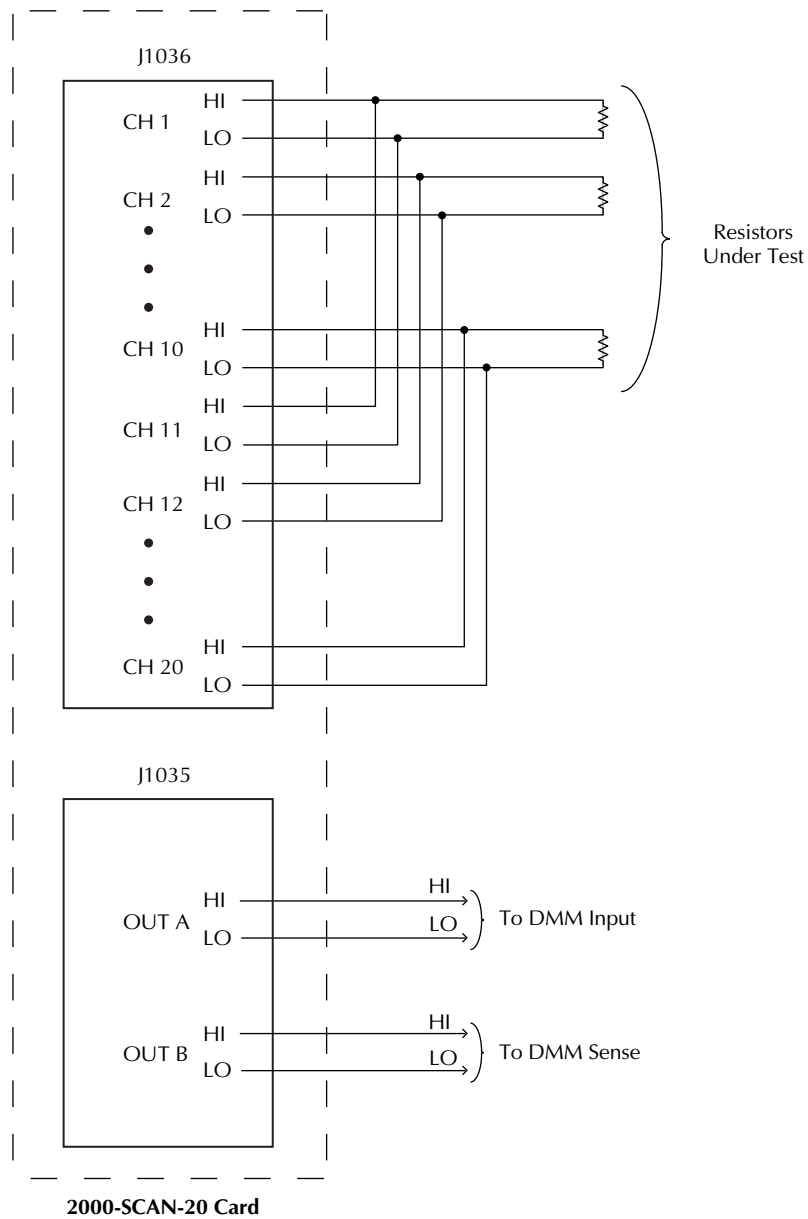 J1036
HI
CH 1
LO
HI
CH 2
LO
HI
CH 10
LO
HI
CH 11
LO
HI
CH 12
LO
HI
CH 20
LO
Resistors
Under Test
J1035
HI
OUT A
LO
HI
LO
To DMM Input
HI
OUT B
LO
HI
LO
To DMM Sense
2000-SCAN-20 Card